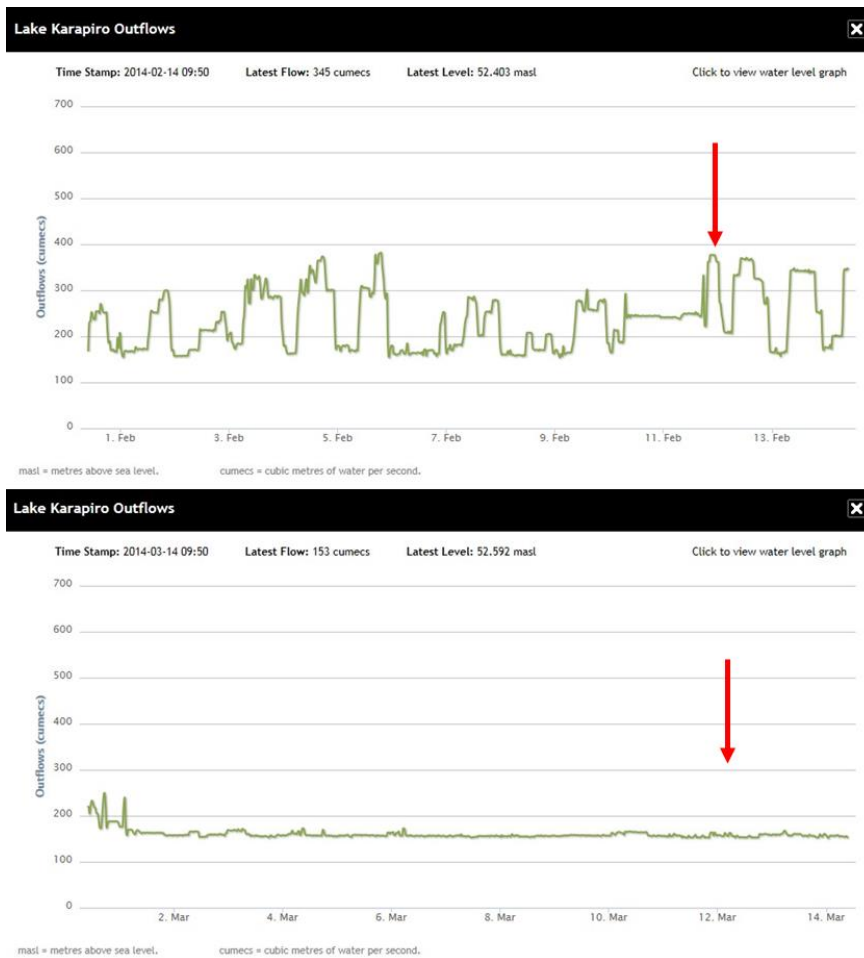 Lake Karapiro Outflows
Time Stamp: 2014-02-14 09:50 Latest Flow: 345 cumecs Latest Level: 52.403 masl Click to view water level graph
700
600
500
400
300
200
100
0
Outflows (cumecs)
1. Feb 3. Feb 5. Feb 7. Feb 9. Feb 11. Feb 13. Feb
masl = metres above sea level. cumecs = cubic metres of water per second.
Lake Karapiro Outflows
Time Stamp: 2014-03-14 09:50 Latest Flow: 153 cumecs Latest Level: 52.592 masl Click to view water level graph
700
600
500
400
300
200
100
0
Outflows (cumecs)
2. Mar 4. Mar 6. Mar 8. Mar 10. Mar 12. Mar 14. Mar
masl = metres above sea level. cumecs = cubic metres of water per second.